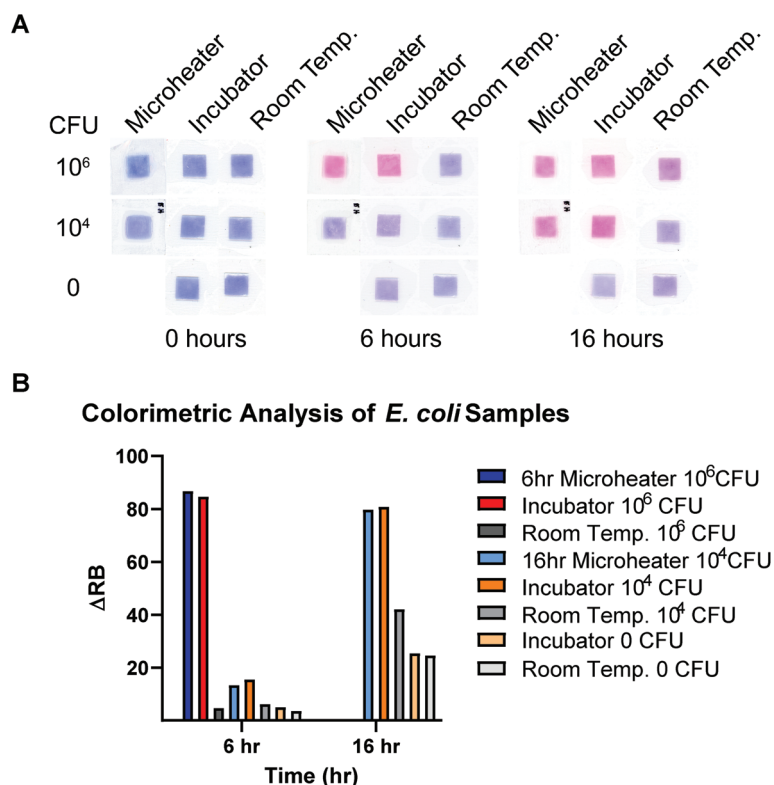 A
Microheater Incubator Room Temp. Microheater Incubator Room Temp. Microheater Incubator Room Temp.
CFU
10⁶
10⁴
0
0 hours 6 hours 16 hours
B
Colorimetric Analysis of E. coli Samples
100
80
60
40
20
ΔRB
6 hr 16 hr
Time (hr)
6hr Microheater 10⁶CFU
Incubator 10⁶ CFU
Room Temp. 10⁶ CFU
16hr Microheater 10⁴CFU
Incubator 10⁴ CFU
Room Temp. 10⁴ CFU
Incubator 0 CFU
Room Temp. 0 CFU